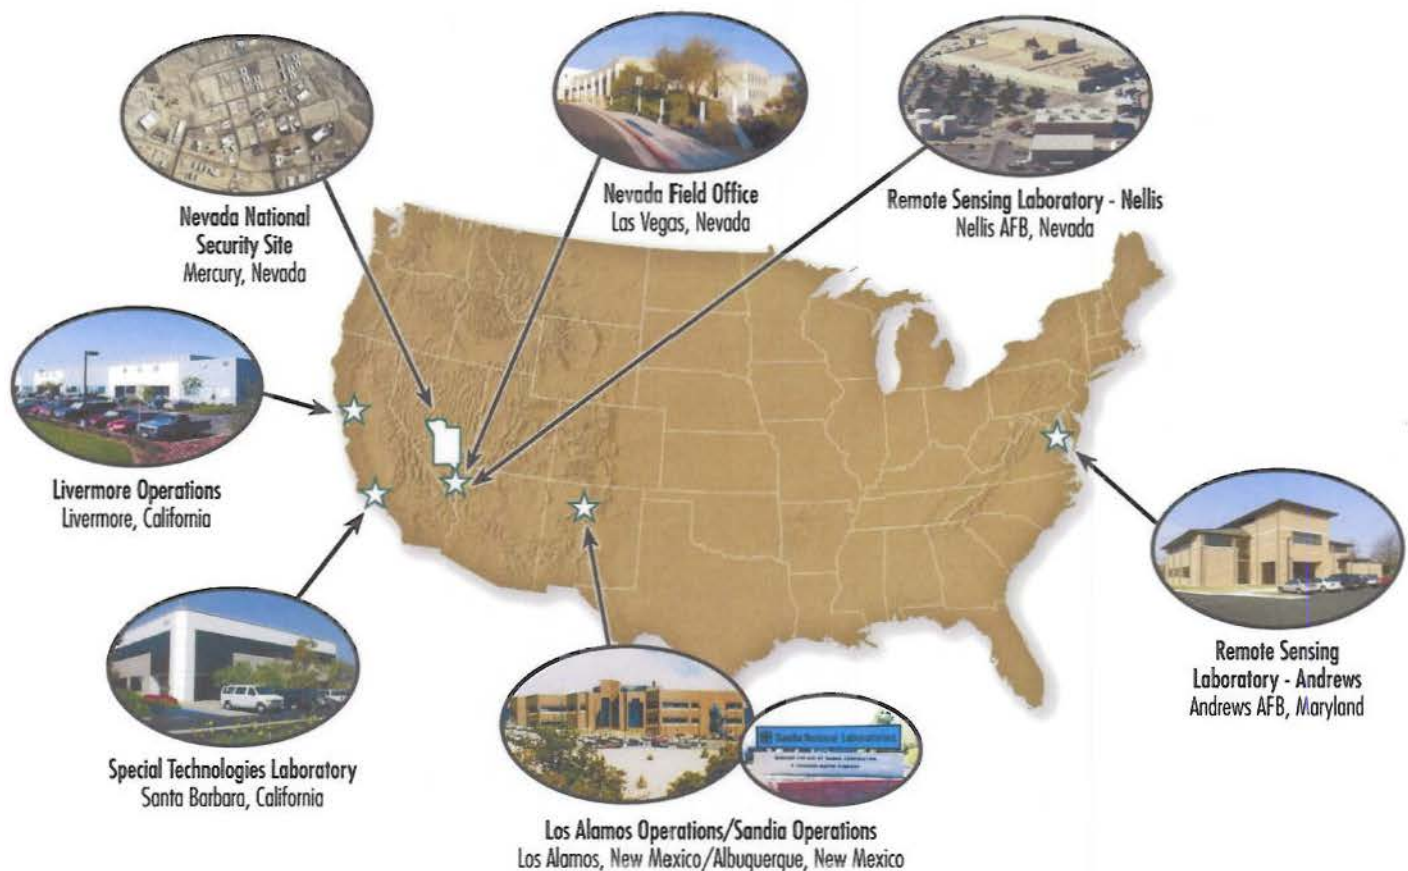 Nevada National
Security Site
Mercury, Nevada
Nevada Field Office
Las Vegas, Nevada
Remote Sensing Laboratory - Nellis
Nellis AFB, Nevada
Livermore Operations
Livermore, California
Special Technologies Laboratory
Santa Barbara, California
Sandia National Laboratories
Los Alamos Operations/Sandia Operations
Los Alamos, New Mexico/Albuquerque, New Mexico
Remote Sensing
Laboratory - Andrews
Andrews AFB, Maryland